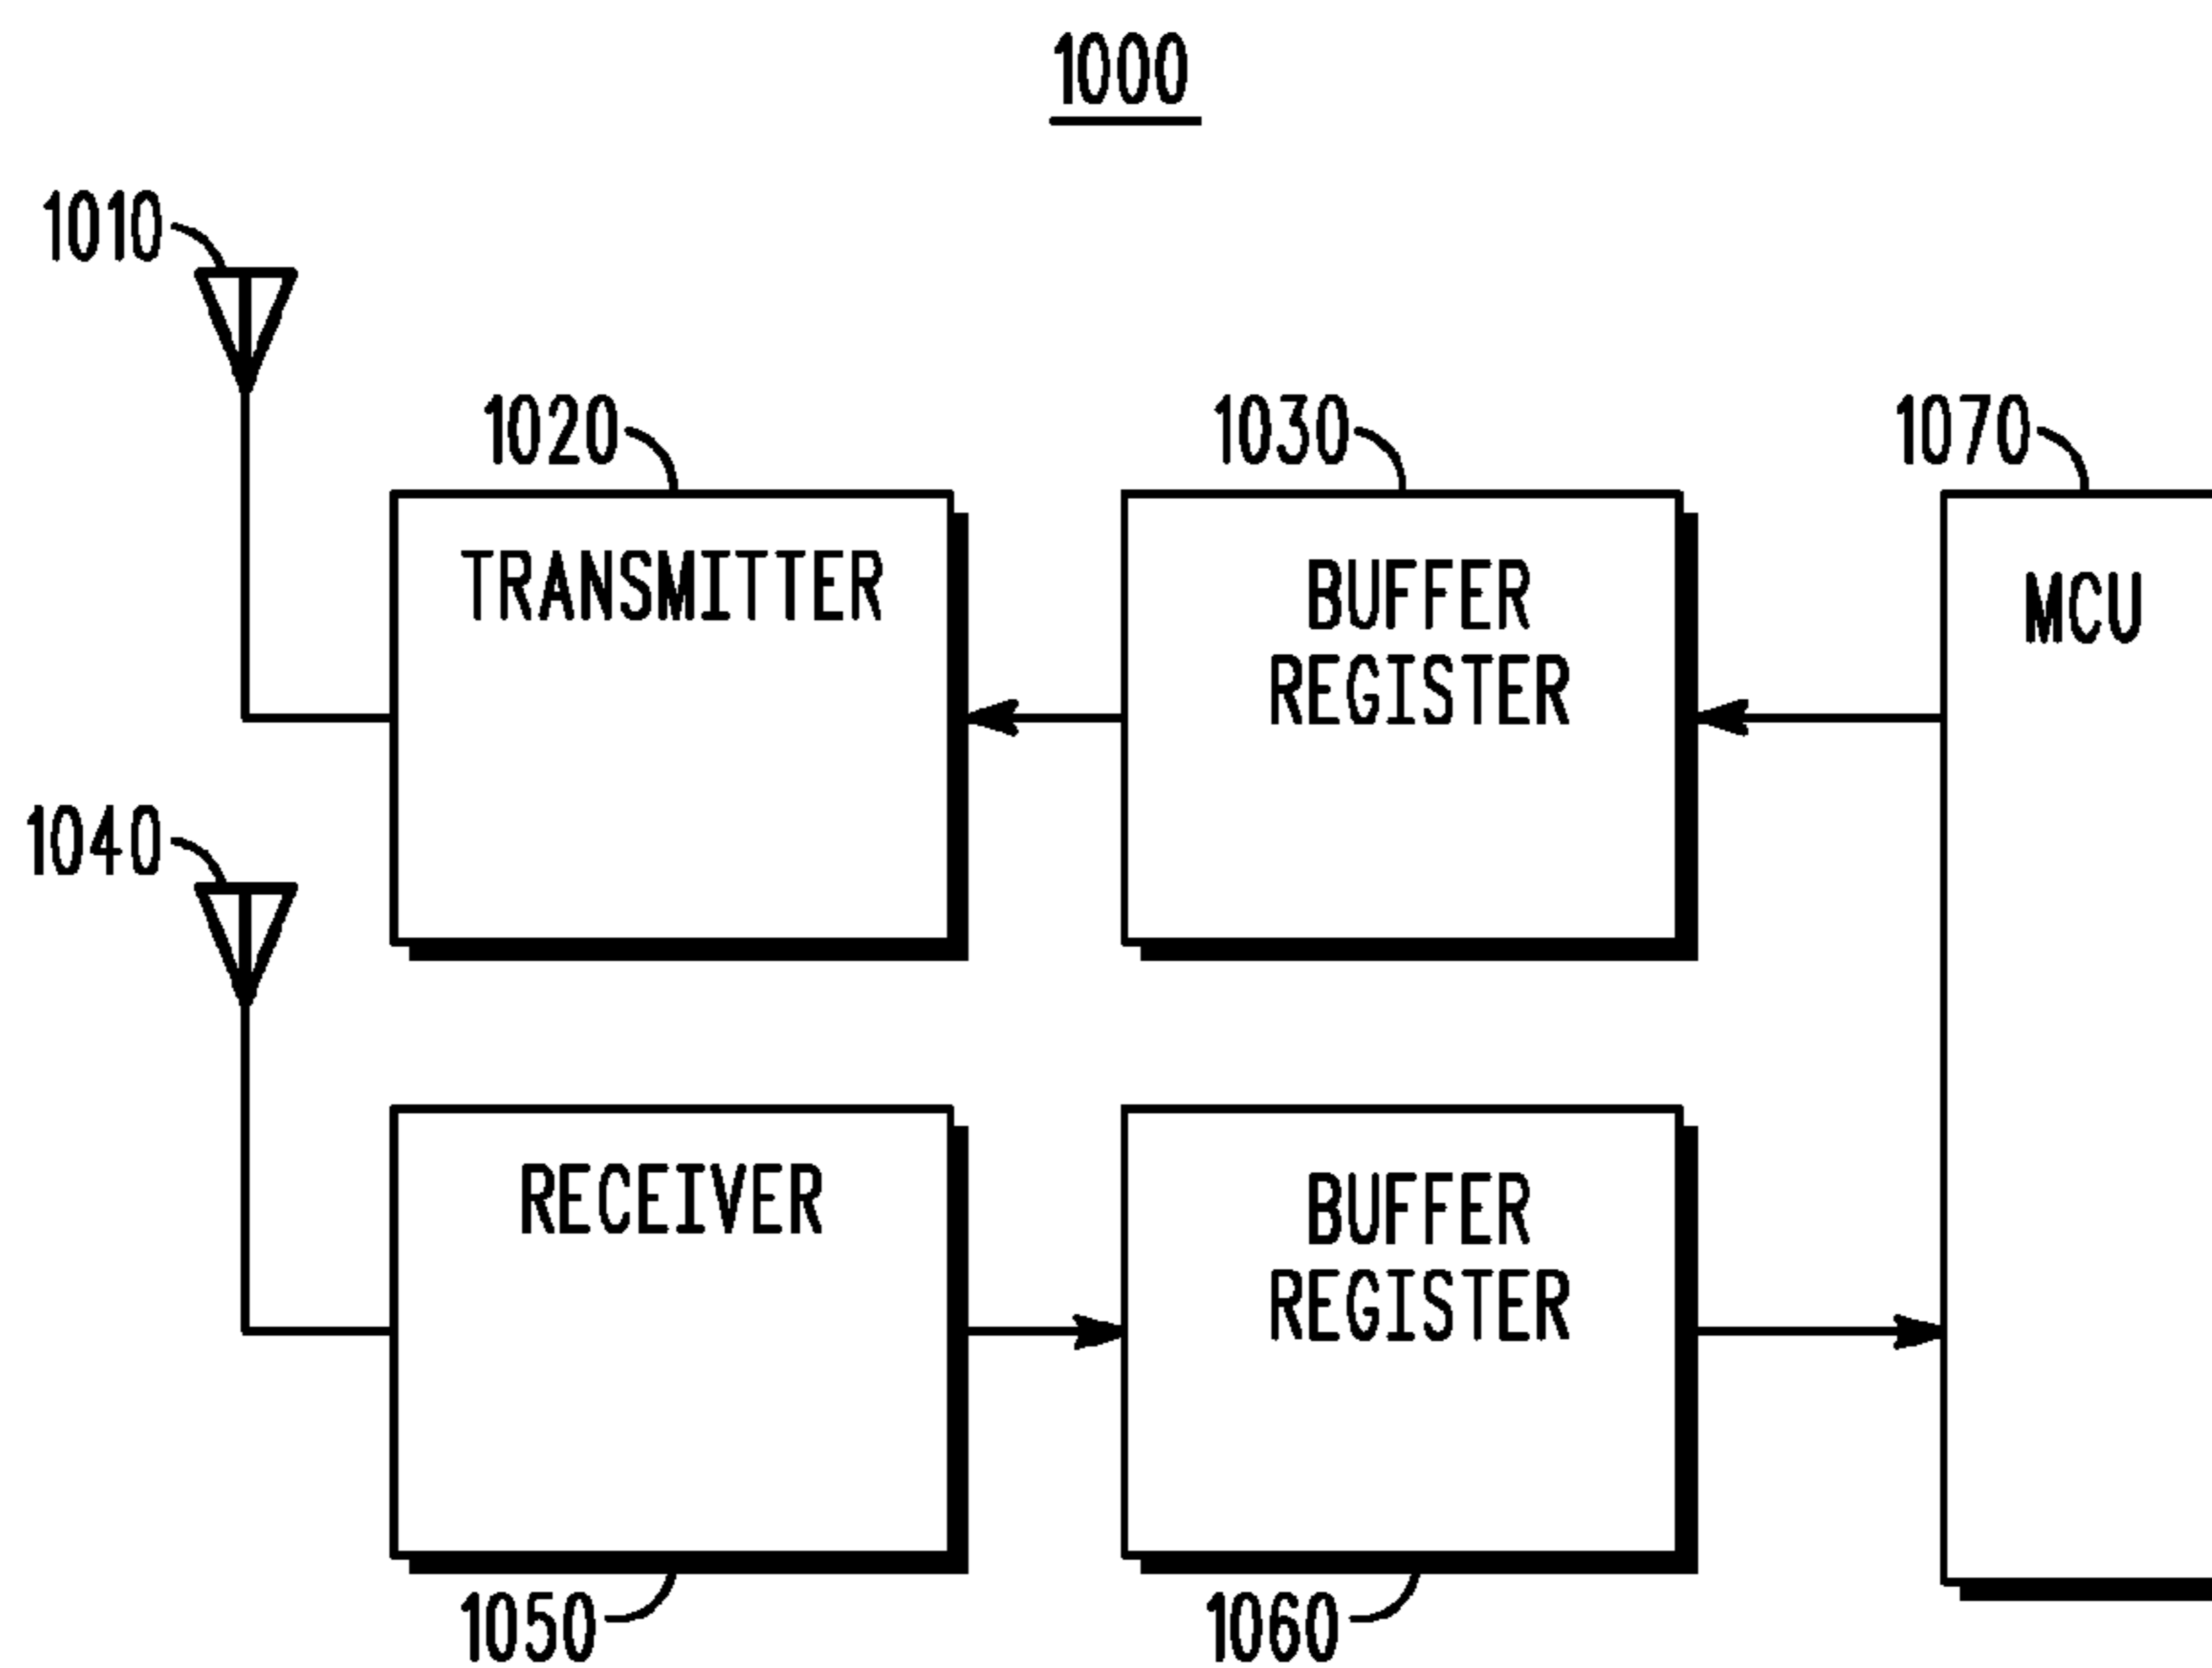 1000
1010
1020
1030
1070
TRANSMITTER
BUFFER
REGISTER
MCU
1040
RECEIVER
BUFFER
REGISTER
1050
1060